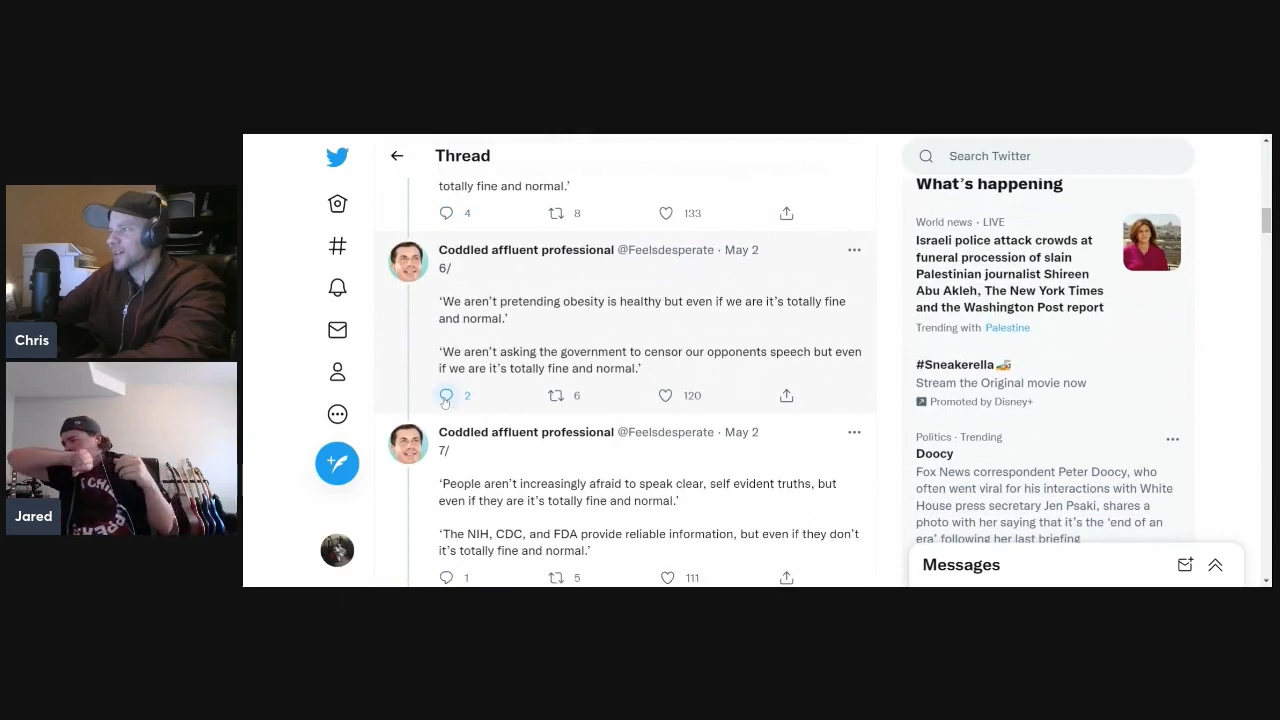 Chris
Jared
Thread
totally fine and normal.’
4 8 133
Coddled affluent professional @Feelsdesperate · May 2
6/
‘We aren’t pretending obesity is healthy but even if we are it’s totally fine
and normal.’
‘We aren’t asking the government to censor our opponents speech but even
if we are it’s totally fine and normal.’
2 6 120
Coddled affluent professional @Feelsdesperate · May 2
7/
‘People aren’t increasingly afraid to speak clear, self evident truths, but
even if they are it’s totally fine and normal.’
‘The NIH, CDC, and FDA provide reliable information, but even if they don’t
it’s totally fine and normal.’
1 5 111
Search Twitter
What’s happening
World news · LIVE
Israeli police attack crowds at
funeral procession of slain
Palestinian journalist Shireen
Abu Akleh, The New York Times
and the Washington Post report
Trending with Palestine
#Sneakerella
Stream the Original movie now
Promoted by Disney+
Politics · Trending
Doocy
Fox News correspondent Peter Doocy, who
often went viral for his interactions with White
House press secretary Jen Psaki, shares a
photo with her saying that it’s the ‘end of an
era’ following her last briefing
Messages